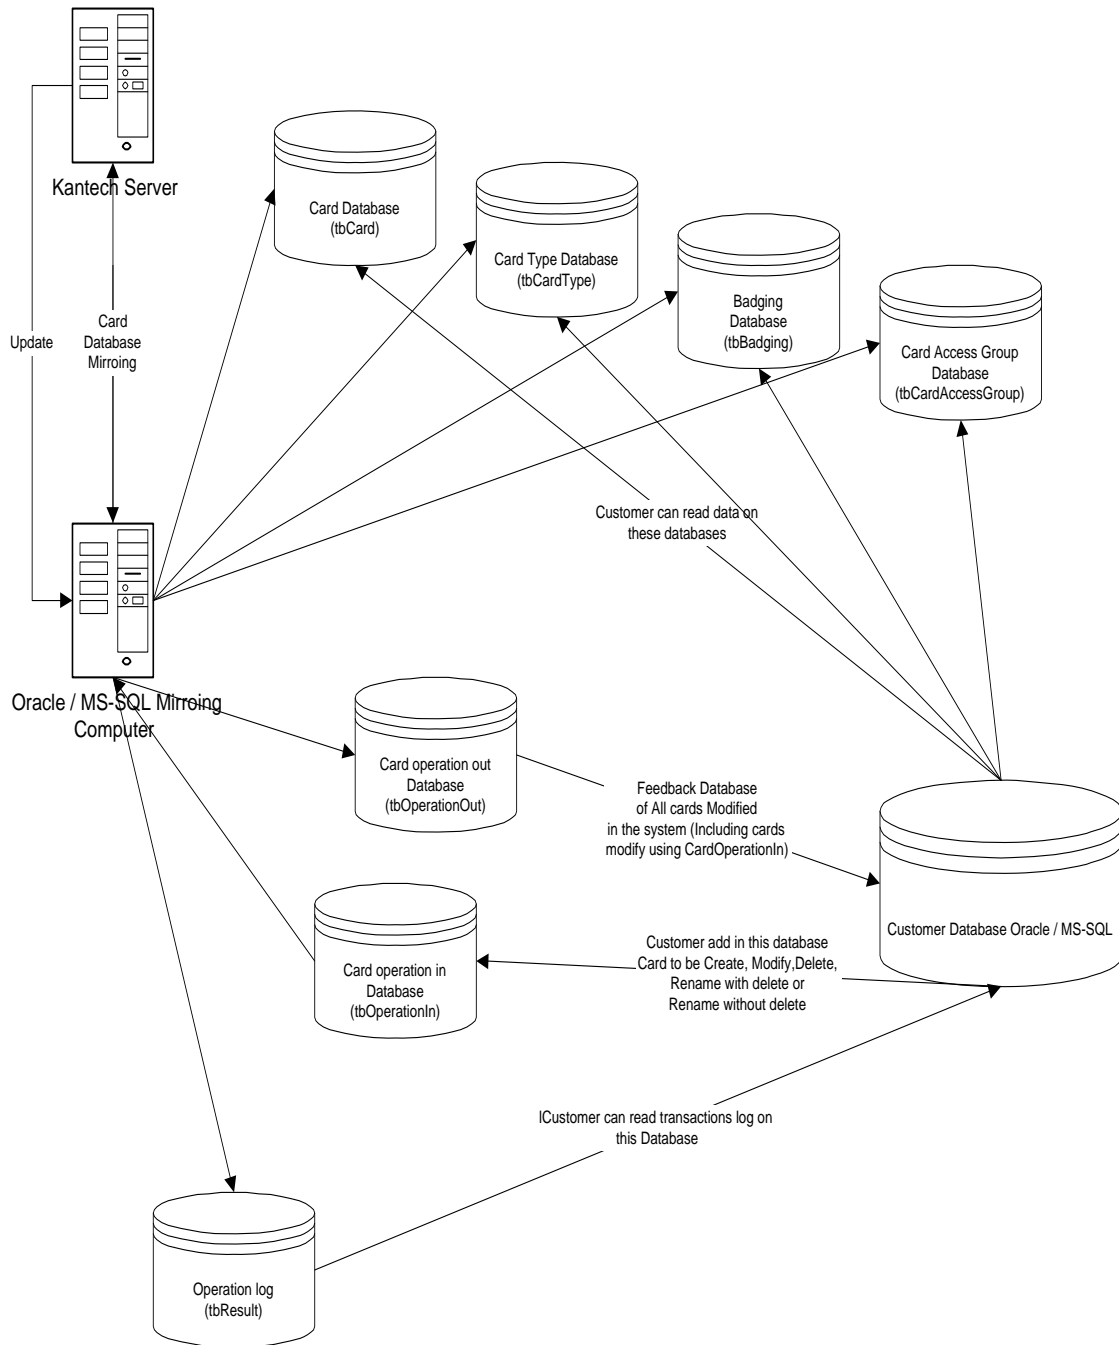 Kantech Server
Card Database
(tbCard)
Card Type Database
(tbCardType)
Badging
Database
(tbBadging)
Card Access Group
Database
(tbCardAccessGroup)
Update
Card
Database
Mirroing
Customer can read data on
these databases
Oracle / MS-SQL Mirroing
Computer
Card operation out
Database
(tbOperationOut)
Feedback Database
of All cards Modified
in the system (Including cards
modify using CardOperationIn)
Customer Database Oracle / MS-SQL
Card operation in
Database
(tbOperationIn)
Customer add in this database
Card to be Create, Modify,Delete,
Rename with delete or
Rename without delete
lCustomer can read transactions log on
this Database
Operation log
(tbResult)